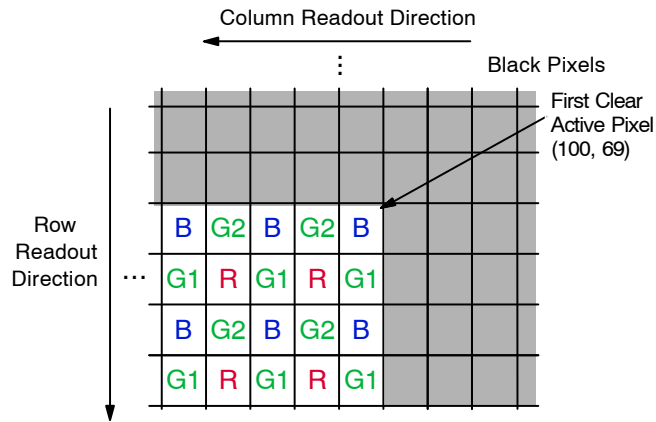 Column Readout Direction
⋮
Black Pixels
First Clear
Active Pixel
(100, 69)
Row
Readout
Direction
...
B G2 B G2 B
G1 R G1 R G1
B G2 B G2 B
G1 R G1 R G1